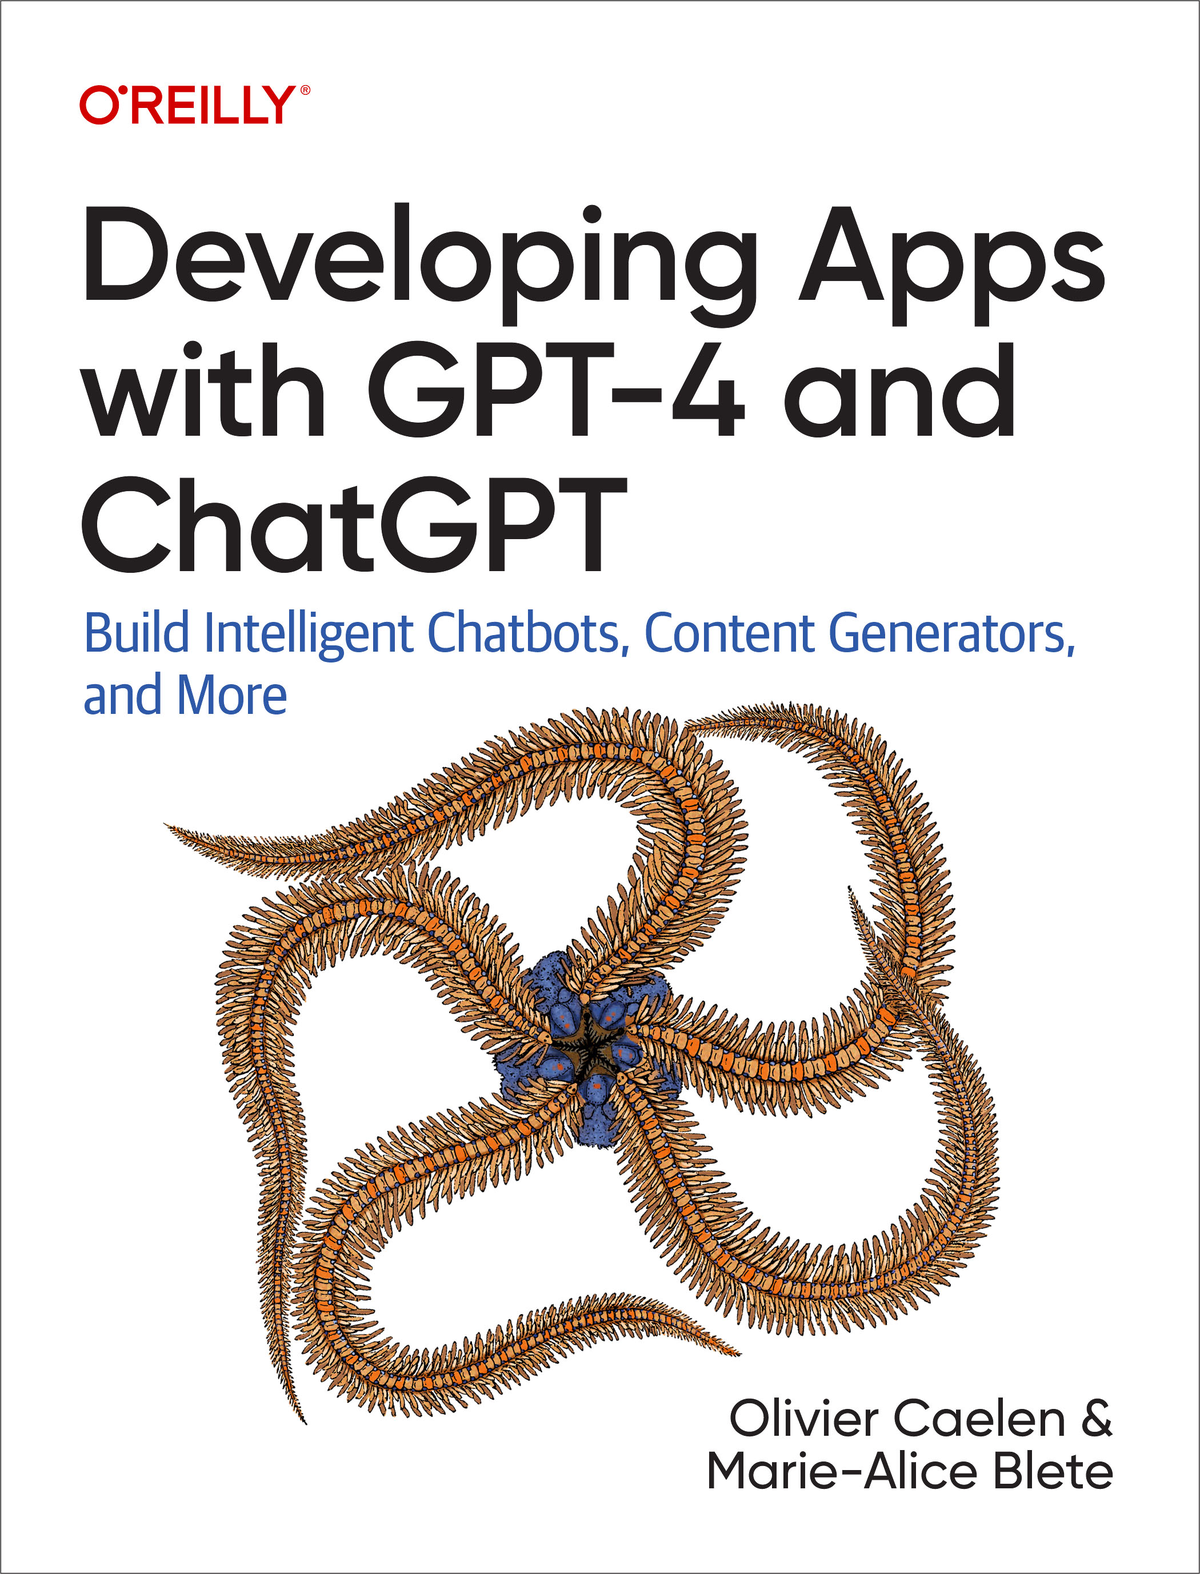 O'REILLY®
Developing Apps
with GPT-4 and
ChatGPT
Build Intelligent Chatbots, Content Generators,
and More
Olivier Caelen &
Marie-Alice Blete